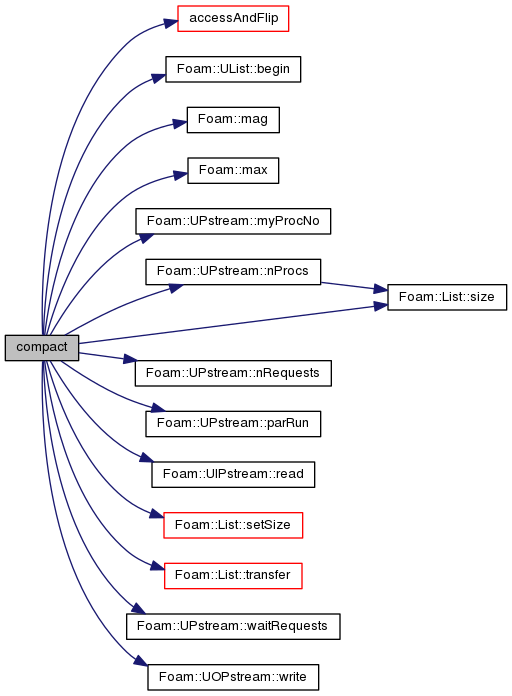 accessAndFlip
Foam::UList::begin
Foam::mag
Foam::max
Foam::UPstream::myProcNo
Foam::UPstream::nProcs
Foam::List::size
compact
Foam::UPstream::nRequests
Foam::UPstream::parRun
Foam::UIPstream::read
Foam::List::setSize
Foam::List::transfer
Foam::UPstream::waitRequests
Foam::UOPstream::write